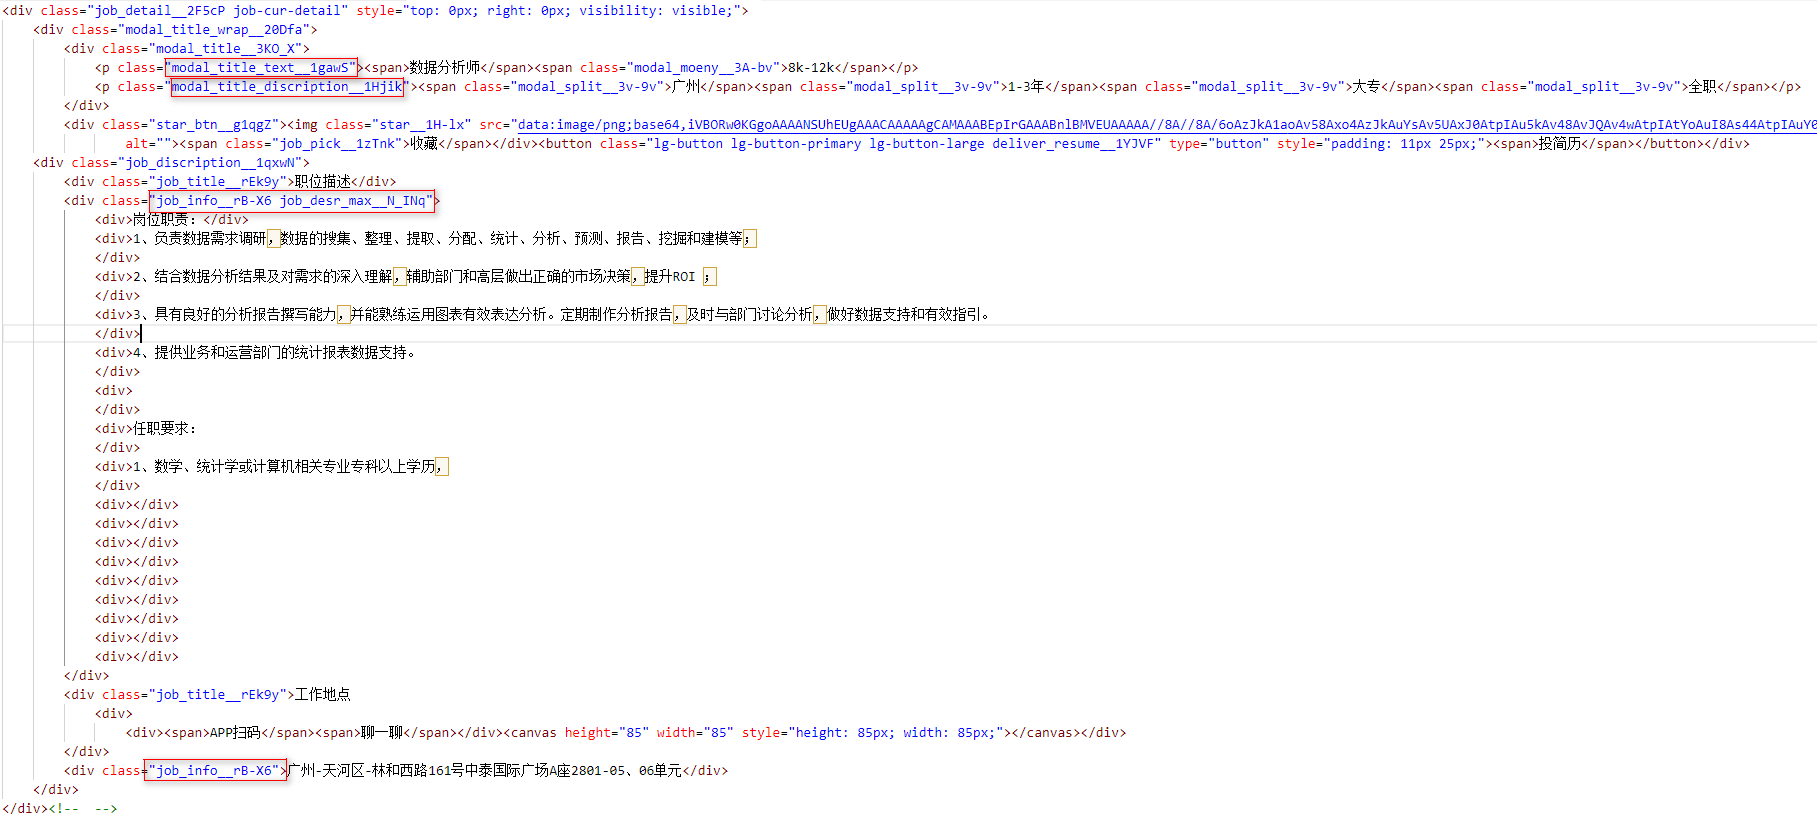 <div class="job_detail__2F5cP job-cur-detail" style="top: 0px; right: 0px; visibility: visible;">
<div class="modal_title_wrap__20Dfa">
<div class="modal_title__3KO_X">
<p class="modal_title_text__1gawS"><span>数据分析师</span><span class="modal_moeny__3A-bv">8k-12k</span></p>
<p class="modal_title_discription__1Hjik"><span class="modal_split__3v-9v">广州</span><span class="modal_split__3v-9v">1-3年</span><span class="modal_split__3v-9v">大专</span><span class="modal_split__3v-9v">全职</span></p>
</div>
<div class="star_btn__g1qgZ"><img class="star__1H-lx" src="data:image/png;base64,iVBORw0KGgoAAAANSUhEUgAAACAAAAAgCAMAAABEpIrGAAABnlBMVEUAAAAA//8A//8A/6oAzJkA1aoAv58Axo4AzJkAuYsAv5UAxJ0AtpIAu5kAv48AvJQAv4wAtpIAtYoAuI8As44AtpIAuY0
alt=""><span class="job_pick__1zTnk">收藏</span></div><button class="lg-button lg-button-primary lg-button-large deliver_resume__1YJVF" type="button" style="padding: 11px 25px;"><span>投简历</span></button></div>
<div class="job_discription__1qxwN">
<div class="job_title__rEk9y">职位描述</div>
<div class="job_info__rB-X6 job_desr_max__N_INq">
<div>岗位职责：</div>
<div>1、负责数据需求调研，数据的搜集、整理、提取、分配、统计、分析、预测、报告、挖掘和建模等；
</div>
<div>2、结合数据分析结果及对需求的深入理解，辅助部门和高层做出正确的市场决策，提升ROI ；
</div>
<div>3、具有良好的分析报告撰写能力，并能熟练运用图表有效表达分析。定期制作分析报告，及时与部门讨论分析，做好数据支持和有效指引。
</div>
<div>4、提供业务和运营部门的统计报表数据支持。
</div>
<div>
</div>
<div>任职要求：
</div>
<div>1、数学、统计学或计算机相关专业专科以上学历，
</div>
<div></div>
<div></div>
<div></div>
<div></div>
<div></div>
<div></div>
<div></div>
<div></div>
<div></div>
</div>
<div class="job_title__rEk9y">工作地点
<div>
<div><span>APP扫码</span><span>聊一聊</span></div><canvas height="85" width="85" style="height: 85px; width: 85px;"></canvas></div>
</div>
<div class="job_info__rB-X6">广州-天河区-林和西路161号中泰国际广场A座2801-05、06单元</div>
</div>
</div><!-- -->